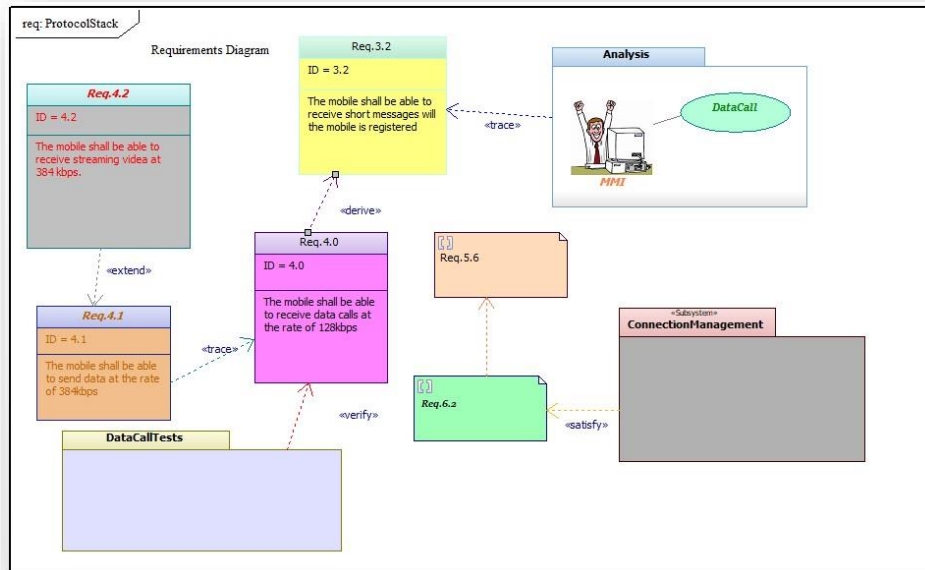 req: ProtocolStack
Requirements Diagram
Req.3.2
ID = 3.2
The mobile shall be able to
receive short messages will
the mobile is registered
Analysis
DataCall
MMI
«trace»
Req.4.2
ID = 4.2
The mobile shall be able to
receive streaming videa at
384 kbps.
«derive»
«extend»
Req.4.0
ID = 4.0
The mobile shall be able
to receive data calls at
the rate of 128kbps
Req.5.6
Req.4.1
ID = 4.1
The mobile shall be able
to send data at the rate
of 384kbps
«trace»
«Subsystem»
ConnectionManagement
Req.6.2
«satisfy»
«verify»
DataCallTests